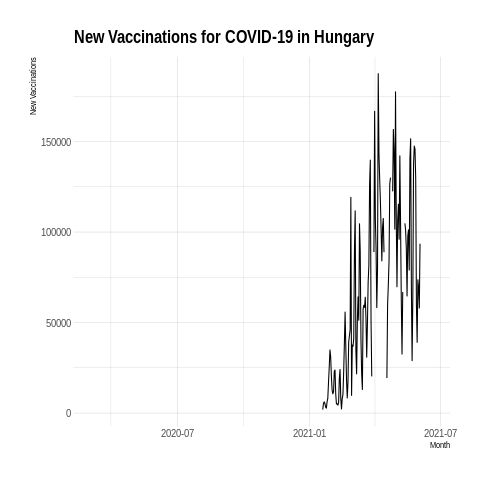 New Vaccinations for COVID-19 in Hungary
New Vaccinations
150000
100000
50000
0
2020-07 2021-01 2021-07
Month